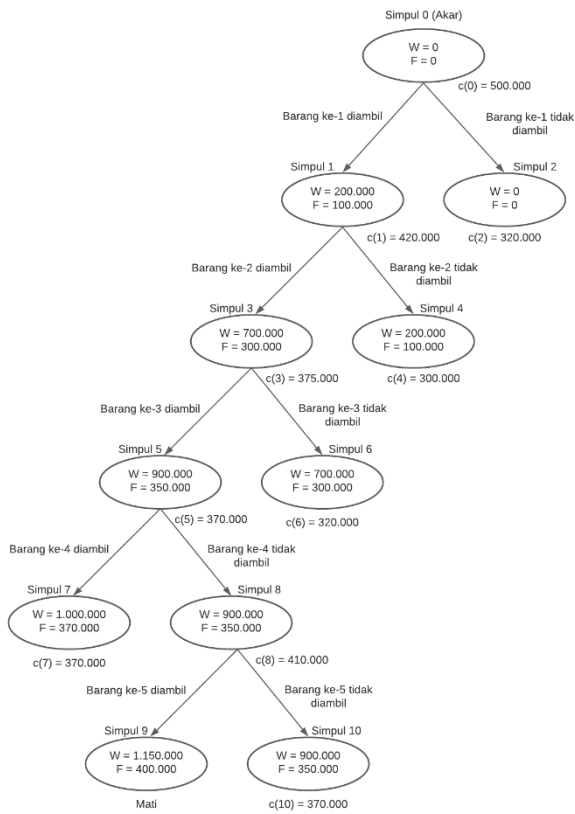 Simpul 0 (Akar)
W = 0
F = 0
c(0) = 500.000
Barang ke-1 diambil
Barang ke-1 tidak
diambil
Simpul 1
Simpul 2
W = 200.000
F = 100.000
W = 0
F = 0
c(1) = 420.000
c(2) = 320.000
Barang ke-2 diambil
Barang ke-2 tidak
diambil
Simpul 3
Simpul 4
W = 700.000
F = 300.000
W = 200.000
F = 100.000
c(3) = 375.000
c(4) = 300.000
Barang ke-3 diambil
Barang ke-3 tidak
diambil
Simpul 5
Simpul 6
W = 900.000
F = 350.000
W = 700.000
F = 300.000
c(5) = 370.000
c(6) = 320.000
Barang ke-4 diambil
Barang ke-4 tidak
diambil
Simpul 7
Simpul 8
W = 1.000.000
F = 370.000
W = 900.000
F = 350.000
c(7) = 370.000
c(8) = 410.000
Barang ke-5 diambil
Barang ke-5 tidak
diambil
Simpul 9
Simpul 10
W = 1.150.000
F = 400.000
W = 900.000
F = 350.000
Mati
c(10) = 370.000